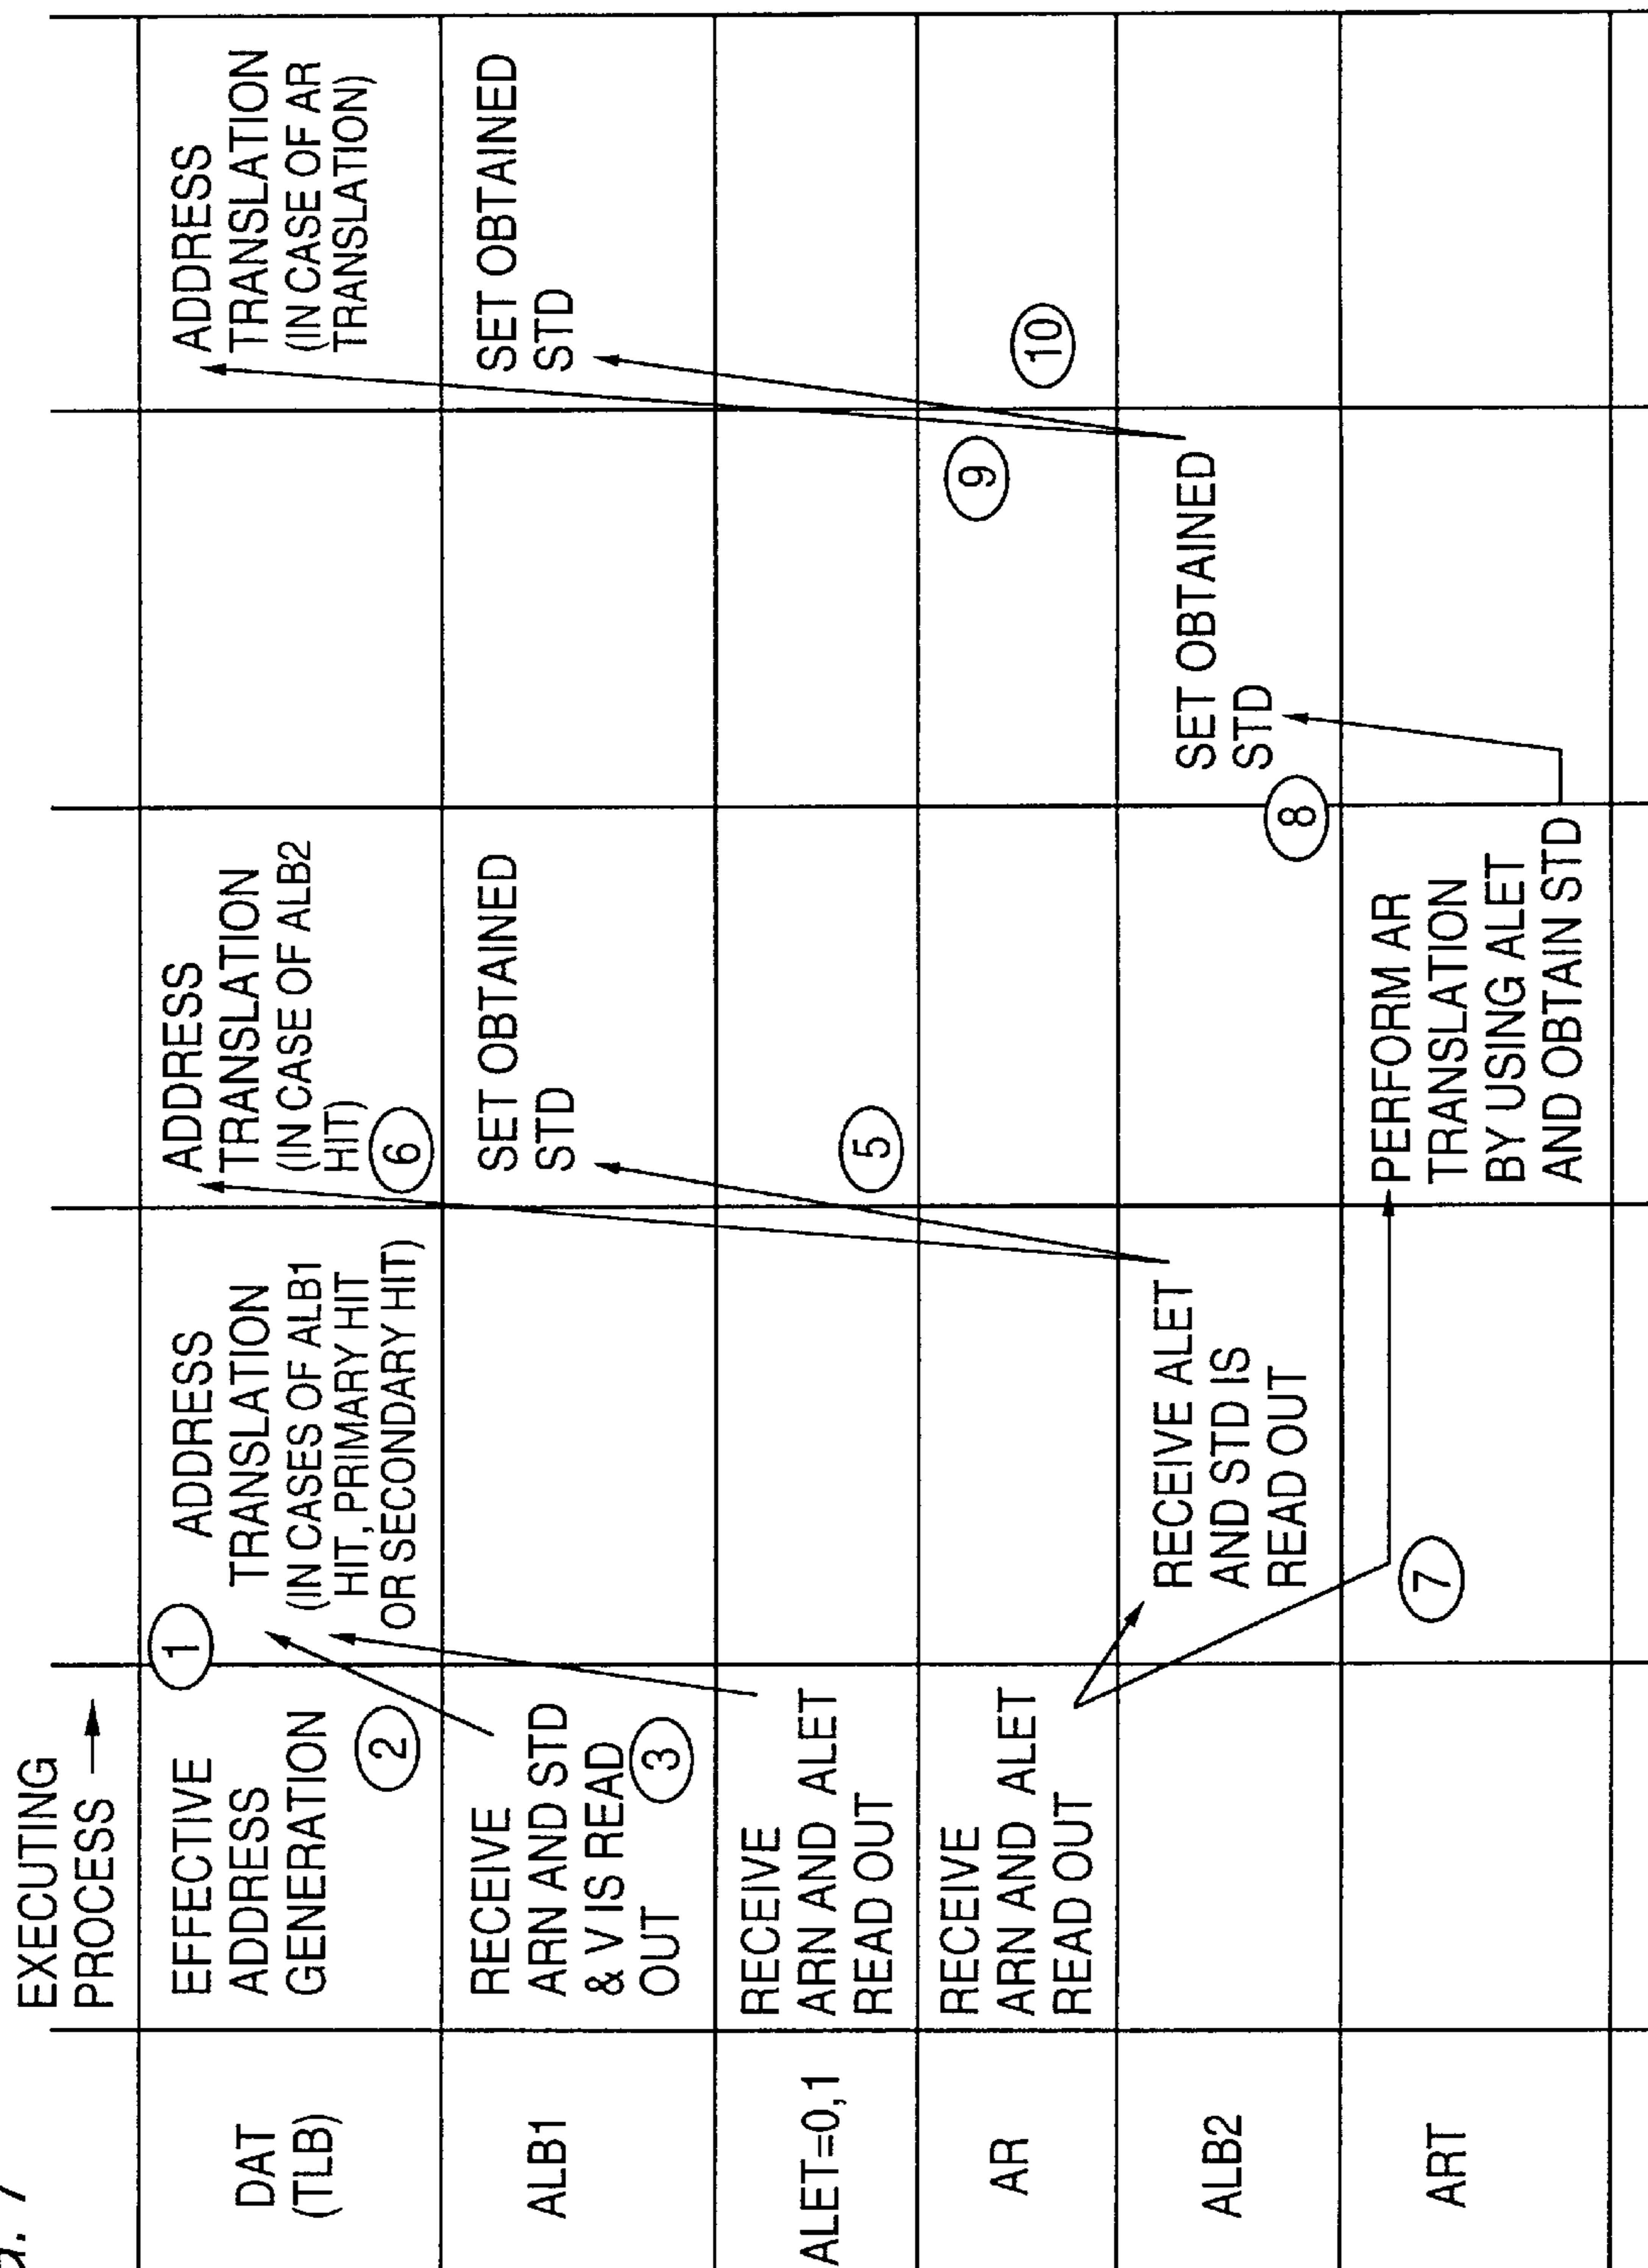 EXECUTING
PROCESS
DAT
(TLB)
EFFECTIVE
ADDRESS
GENERATION
1
2
ADDRESS
TRANSLATION
(IN CASES OF ALB1
HIT, PRIMARY HIT
OR SECONDARY HIT)
ADDRESS
TRANSLATION
(IN CASE OF ALB2
HIT)
6
ADDRESS
TRANSLATION
(IN CASE OF AR
TRANSLATION)
ALB1
RECEIVE
ARN AND STD
& V IS READ
OUT
3
SET OBTAINED
STD
SET OBTAINED
STD
ALET=0,1
RECEIVE
ARN AND ALET
READ OUT
5
AR
RECEIVE
ARN AND ALET
READ OUT
9
10
ALB2
RECEIVE ALET
AND STD IS
READ OUT
8
SET OBTAINED
STD
ART
7
PERFORM AR
TRANSLATION
BY USING ALET
AND OBTAIN STD